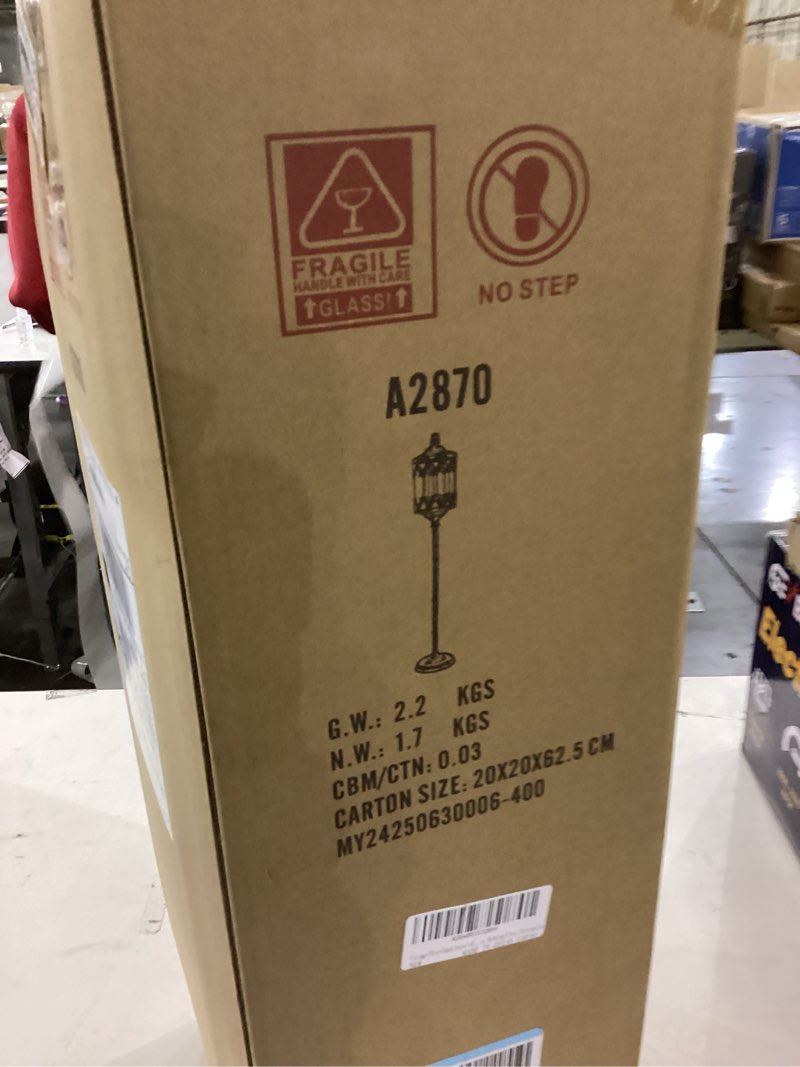 FRAGILE
HANDLE WITH CARE
↑GLASS!↑
NO STEP
A2870
G.W.: 2.2 KGS
N.W.: 1.7 KGS
CBM/CTN: 0.03
CARTON SIZE: 20X20X62.5 CM
MY24250630006-400